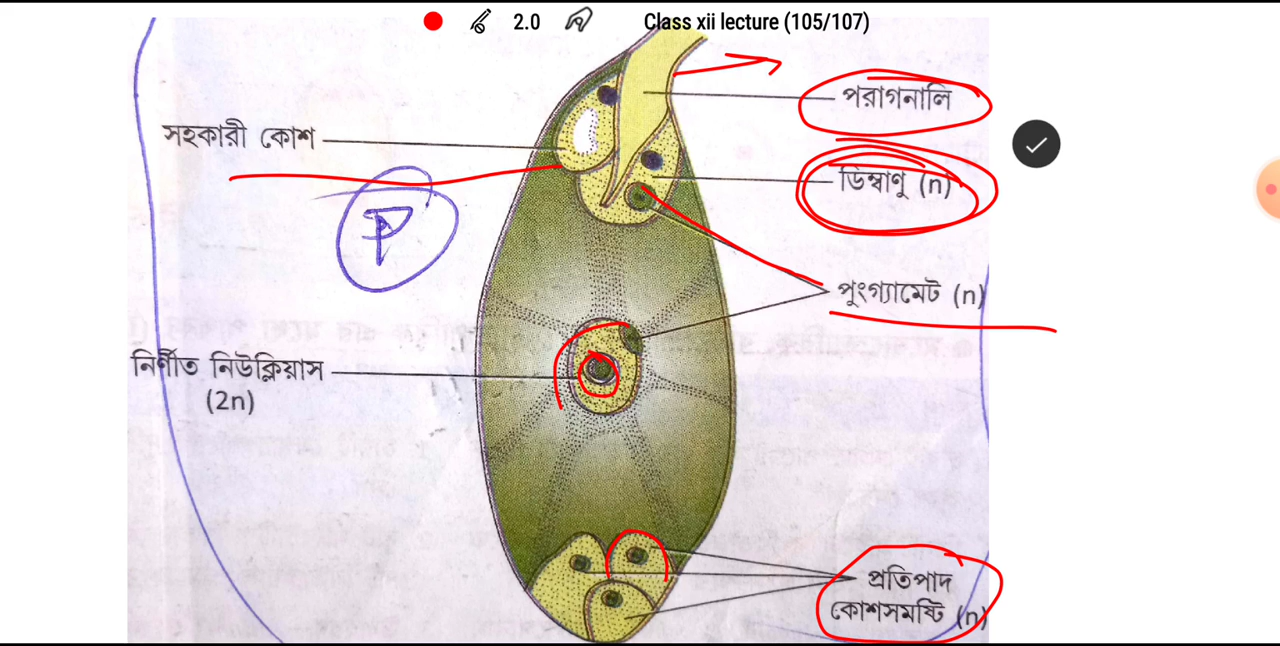 2.0
Class xii lecture (105/107)
পরাগনালি
সহকারী কোশ
ডিম্বাণু (n)
P
পুংগ্যামেট (n)
নির্ণীত নিউক্লিয়াস
(2n)
প্রতিপাদ
কোশসমষ্টি (n)